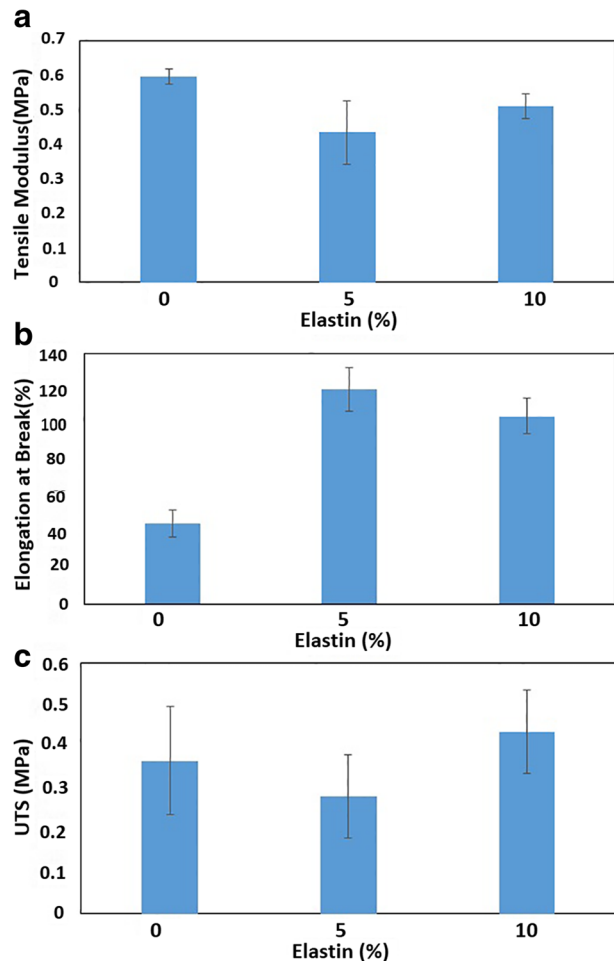 a
Tensile Modulus(MPa)
0.7
0.6
0.5
0.4
0.3
0.2
0.1
0
0 5 10
Elastin (%)
b
Elongation at Break(%)
140
120
100
80
60
40
20
0
0 5 10
Elastin (%)
c
UTS (MPa)
0.6
0.5
0.4
0.3
0.2
0.1
0
0 5 10
Elastin (%)